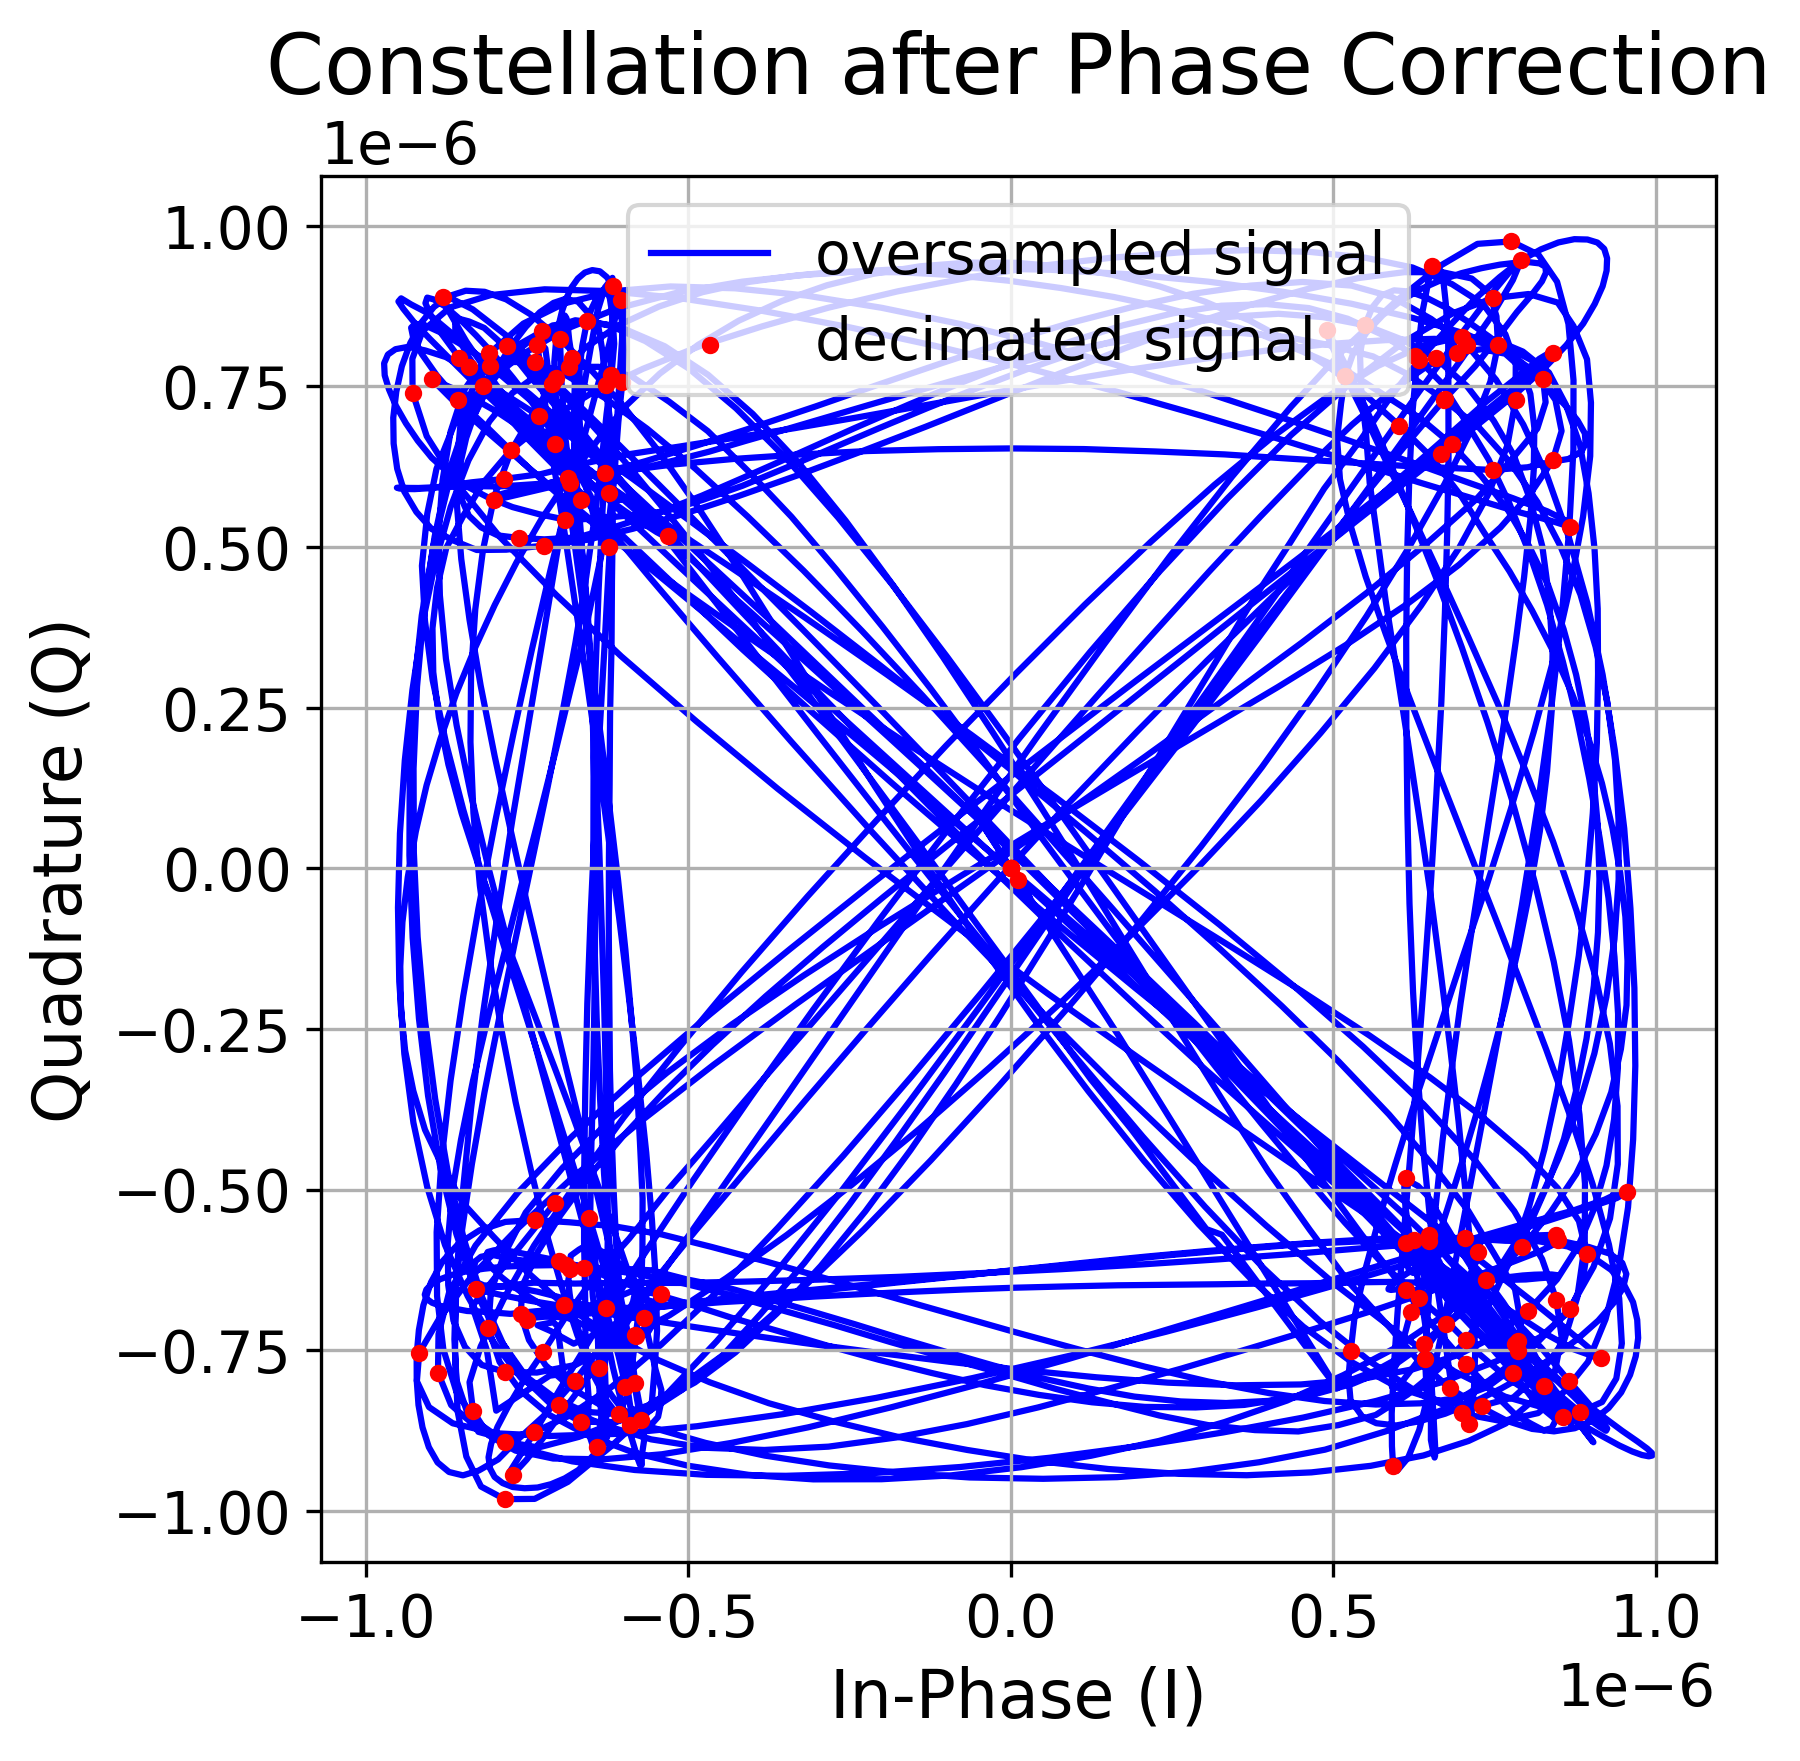 Constellation after Phase Correction
1e−6
1.00
0.75
0.50
0.25
0.00
−0.25
−0.50
−0.75
−1.00
Quadrature (Q)
oversampled signal
decimated signal
−1.0 −0.5 0.0 0.5 1.0
1e−6
In-Phase (I)